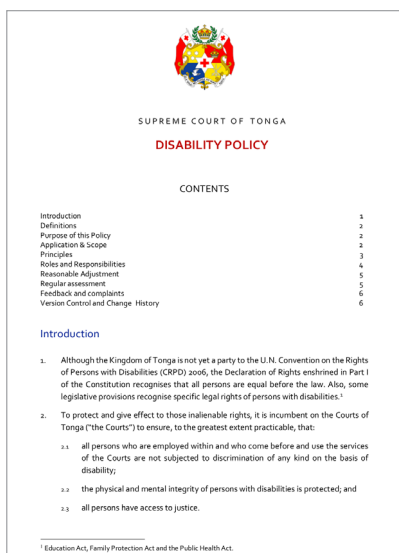 SUPREME COURT OF TONGA
DISABILITY POLICY
CONTENTS
Introduction 1
Definitions 2
Purpose of this Policy 2
Application & Scope 2
Principles 3
Roles and Responsibilities 4
Reasonable Adjustment 5
Regular assessment 5
Feedback and complaints 6
Version Control and Change History 6
Introduction
1. Although the Kingdom of Tonga is not yet a party to the U.N. Convention on the Rights
of Persons with Disabilities (CRPD) 2006, the Declaration of Rights enshrined in Part I
of the Constitution recognises that all persons are equal before the law. Also, some
legislative provisions recognise specific legal rights of persons with disabilities.¹
2. To protect and give effect to those inalienable rights, it is incumbent on the Courts of
Tonga ("the Courts") to ensure, to the greatest extent practicable, that:
2.1 all persons who are employed within and who come before and use the services
of the Courts are not subjected to discrimination of any kind on the basis of
disability;
2.2 the physical and mental integrity of persons with disabilities is protected; and
2.3 all persons have access to justice.
¹ Education Act, Family Protection Act and the Public Health Act.